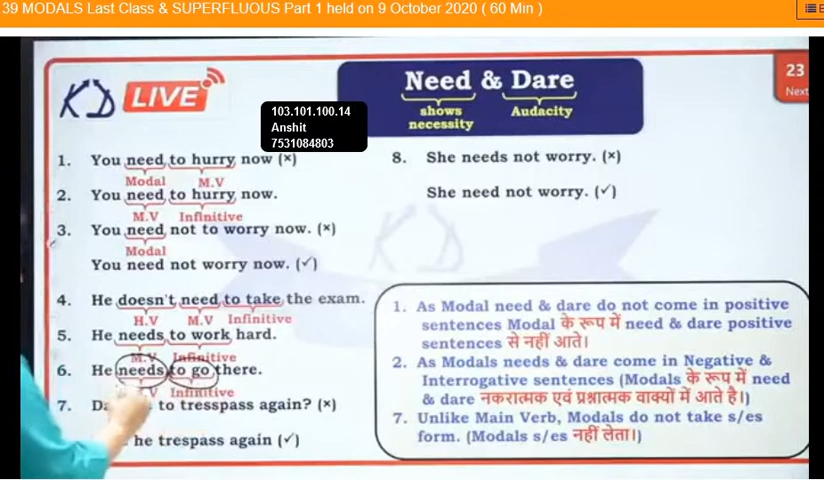 39 MODALS Last Class & SUPERFLUOUS Part 1 held on 9 October 2020 ( 60 Min )
KD LIVE
Need & Dare
shows necessity
Audacity
23
Next
103.101.100.14
Anshit
7531084803
1. You need to hurry now (×)
Modal M.V
2. You need to hurry now.
M.V Infinitive
3. You need not to worry now. (×)
Modal
You need not worry now. (✓)
4. He doesn't need to take the exam.
H.V M.V Infinitive
5. He needs to work hard.
M.V Infinitive
6. He needs to go there.
V Infinitive
7. to tresspass again? (×)
he trespass again (✓)
8. She needs not worry. (×)
She need not worry. (✓)
KD
1. As Modal need & dare do not come in positive
sentences Modal के रूप में need & dare positive
sentences से नहीं आते।
2. As Modals needs & dare come in Negative &
Interrogative sentences (Modals के रूप में need
& dare नकरात्मक एवं प्रश्नात्मक वाक्यों में आते है।)
7. Unlike Main Verb, Modals do not take s/es
form. (Modals s/es नहीं लेता।)